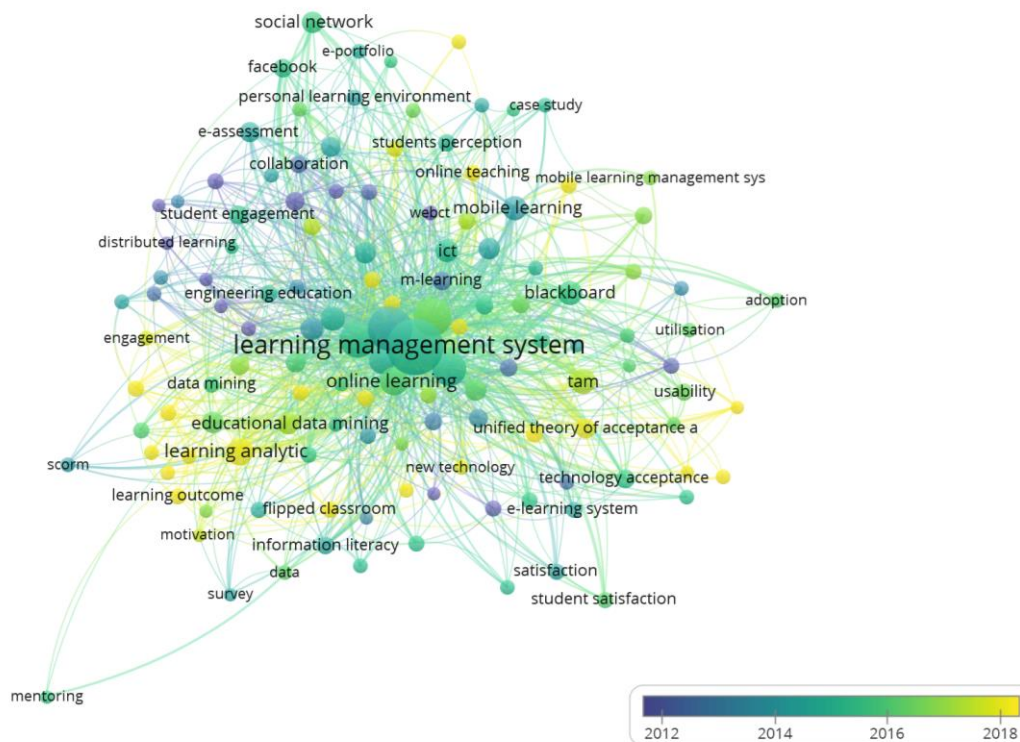 social network
e-portfolio
facebook
personal learning environment
case study
e-assessment
students perception
collaboration
online teaching
mobile learning management sys
student engagement
webct
mobile learning
distributed learning
ict
m-learning
engineering education
blackboard
adoption
utilisation
engagement
learning management system
data mining
online learning
tam
usability
educational data mining
unified theory of acceptance a
learning analytic
scorm
new technology
technology acceptance
learning outcome
flipped classroom
e-learning system
motivation
information literacy
data
satisfaction
survey
student satisfaction
mentoring
2012 2014 2016 2018